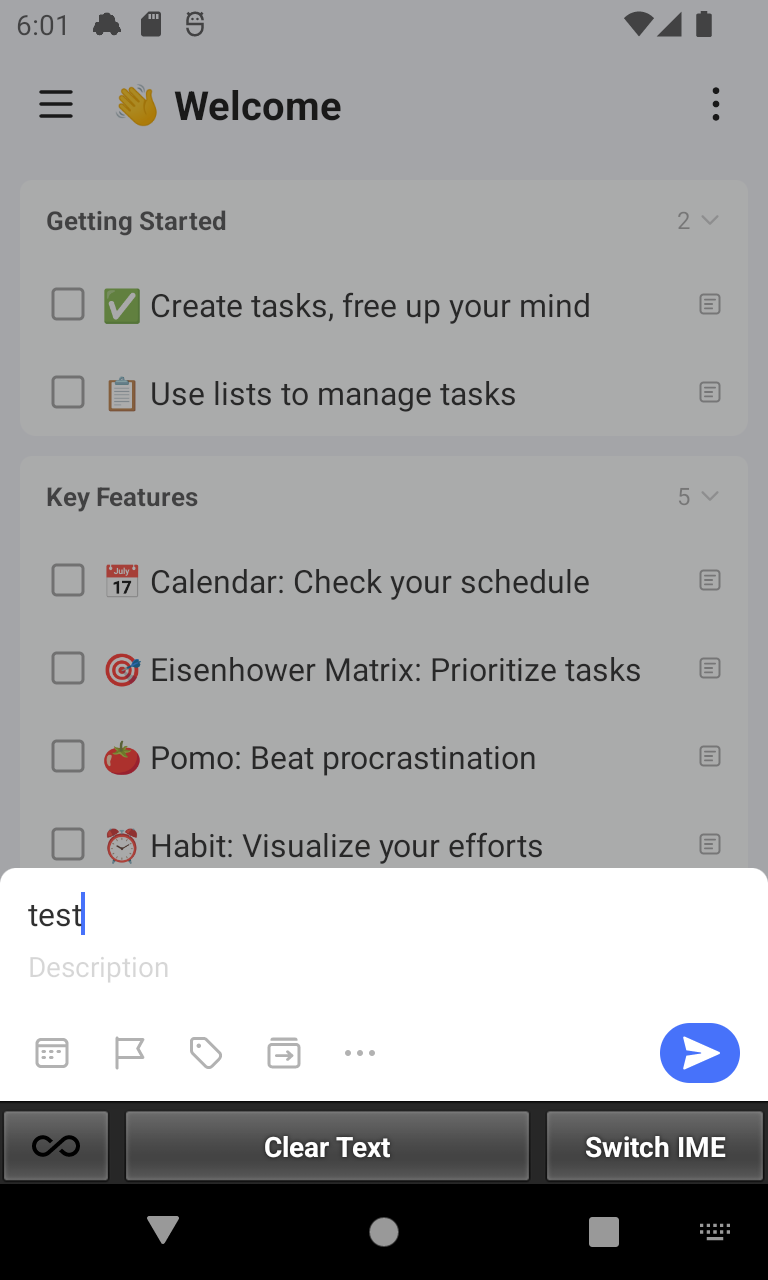 6:01
👋 Welcome
Getting Started
2
✅ Create tasks, free up your mind
📋 Use lists to manage tasks
Key Features
5
📅 Calendar: Check your schedule
🎯 Eisenhower Matrix: Prioritize tasks
🍅 Pomo: Beat procrastination
⏰ Habit: Visualize your efforts
test
Description
Clear Text
Switch IME